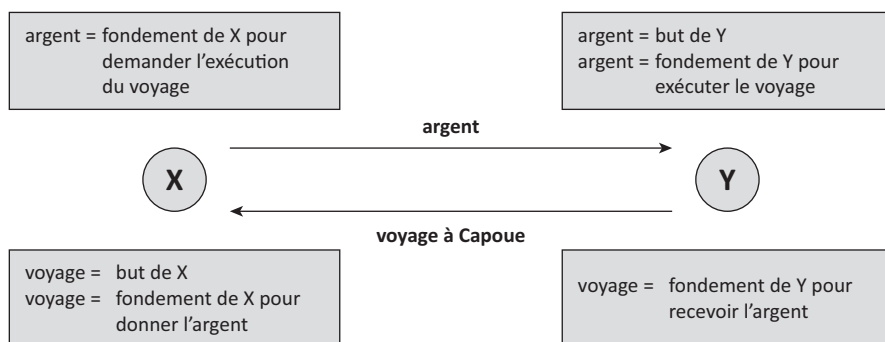 argent = fondement de X pour
demander l’exécution
du voyage
argent = but de Y
argent = fondement de Y pour
exécuter le voyage
argent
X
Y
voyage à Capoue
voyage = but de X
voyage = fondement de X pour
donner l’argent
voyage = fondement de Y pour
recevoir l’argent